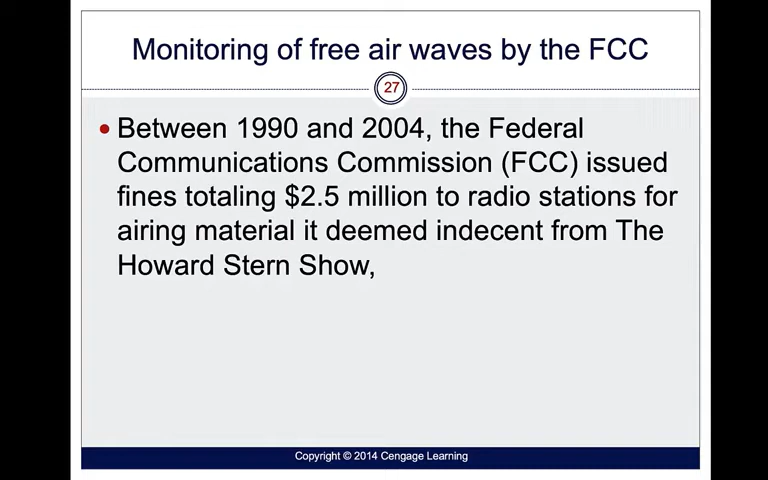 Monitoring of free air waves by the FCC
27
• Between 1990 and 2004, the Federal
Communications Commission (FCC) issued
fines totaling $2.5 million to radio stations for
airing material it deemed indecent from The
Howard Stern Show,
Copyright © 2014 Cengage Learning